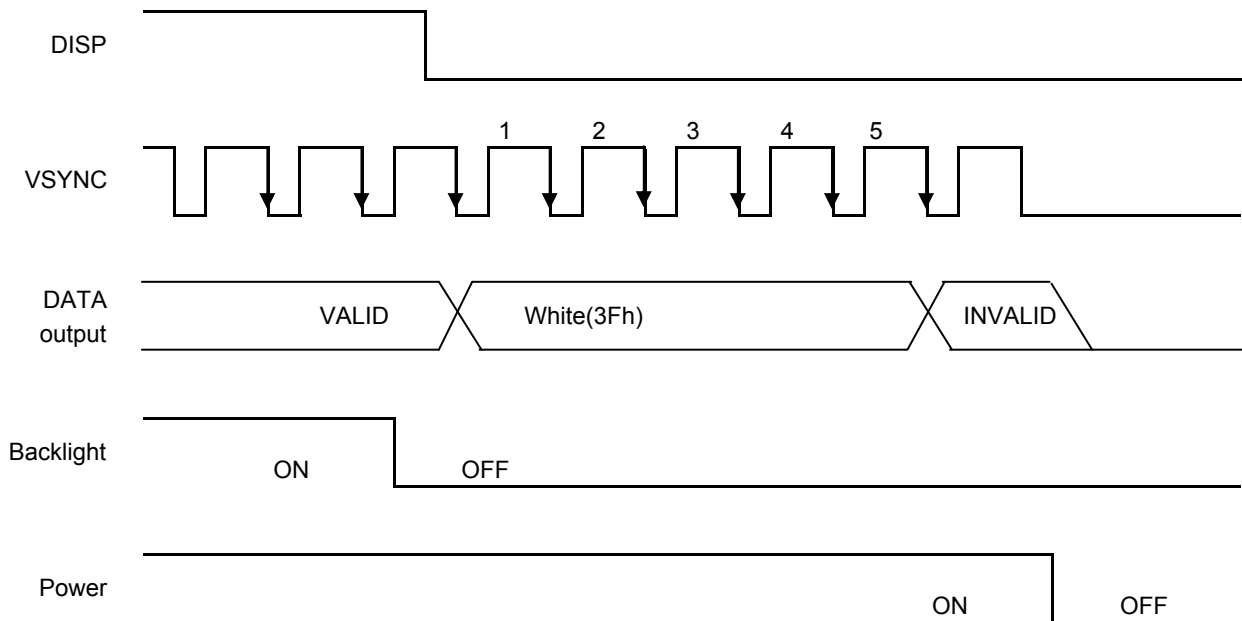 DISP
1 2 3 4 5
VSYNC
DATA
output
VALID White(3Fh) INVALID
Backlight
ON OFF
Power
ON OFF